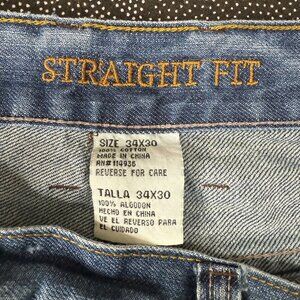 STRAIGHT FIT
SIZE 34X30
100% COTTON
MADE IN CHINA
RN# 114936
REVERSE FOR CARE
TALLA 34X30
100% ALGODON
HECHO EN CHINA
VE EL REVERSO PARA
EL CUIDADO